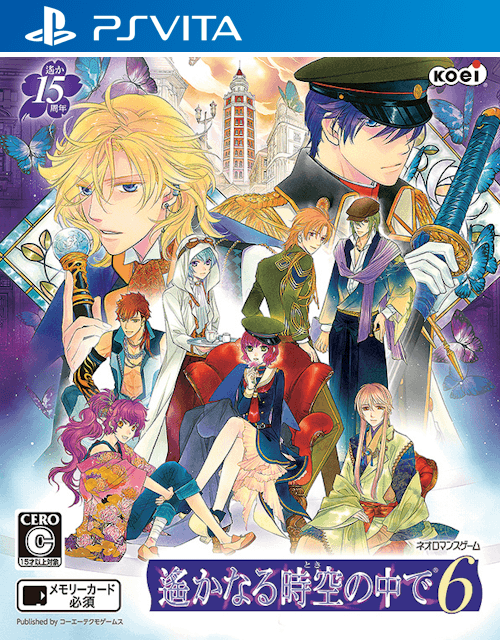 PSVITA
遙か
15
周年
KOEI
CERO
C
15才以上対象
ネオロマンスゲーム
メモリーカード
必須
とき
遙かなる時空の中で6
Published by コーエーテクモゲームス